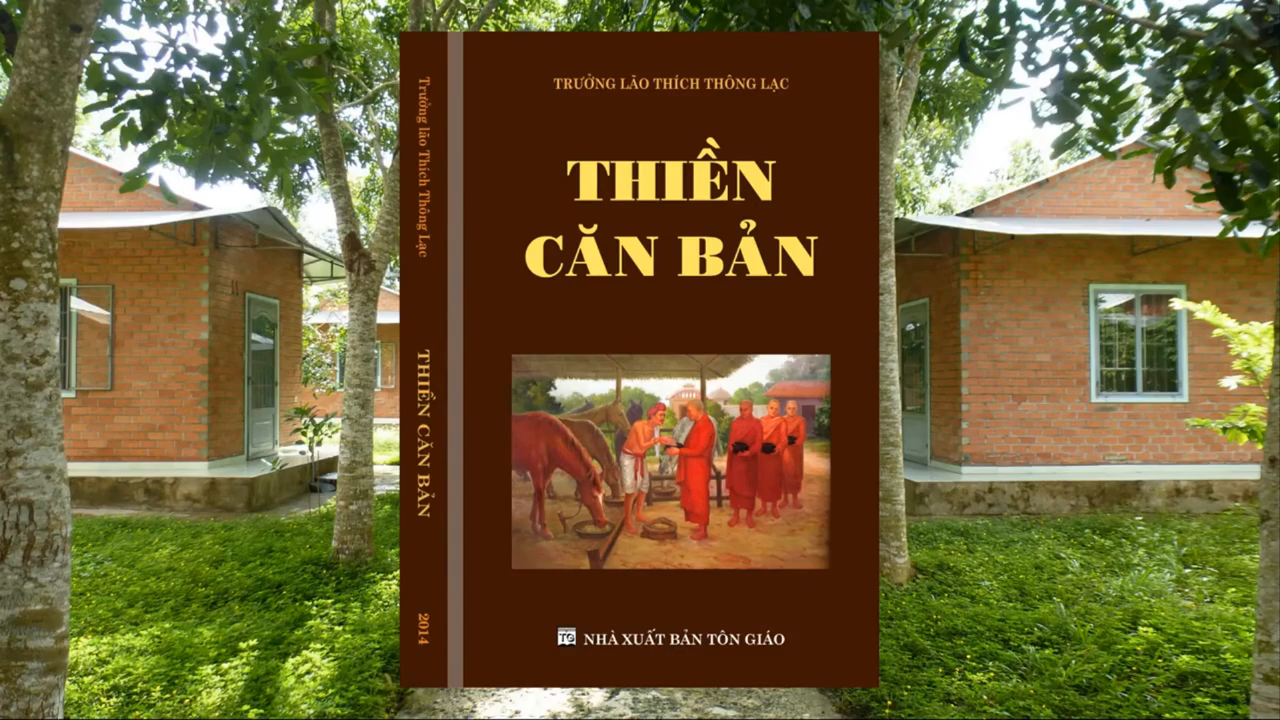 Trưởng lão Thích Thông Lạc
THIỀN CĂN BẢN
2014
TRƯỞNG LÃO THÍCH THÔNG LẠC
THIỀN
CĂN BẢN
NHÀ XUẤT BẢN TÔN GIÁO